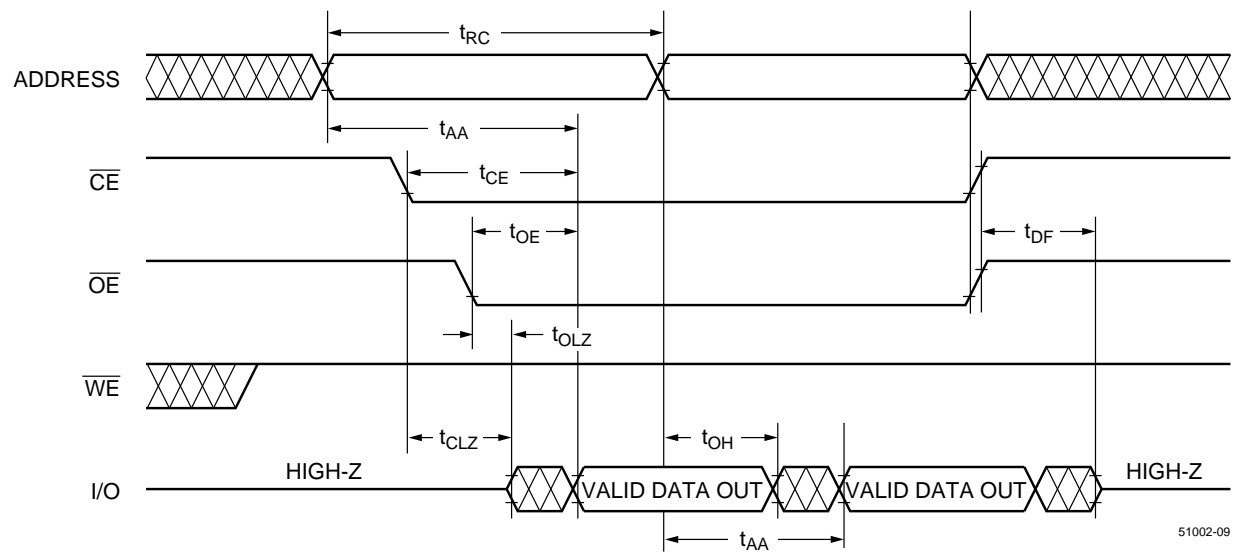 tRC
ADDRESS
tAA
CE
tCE
tOE
tDF
OE
tOLZ
WE
tCLZ
tOH
HIGH-Z
HIGH-Z
I/O
VALID DATA OUT
VALID DATA OUT
tAA
51002-09